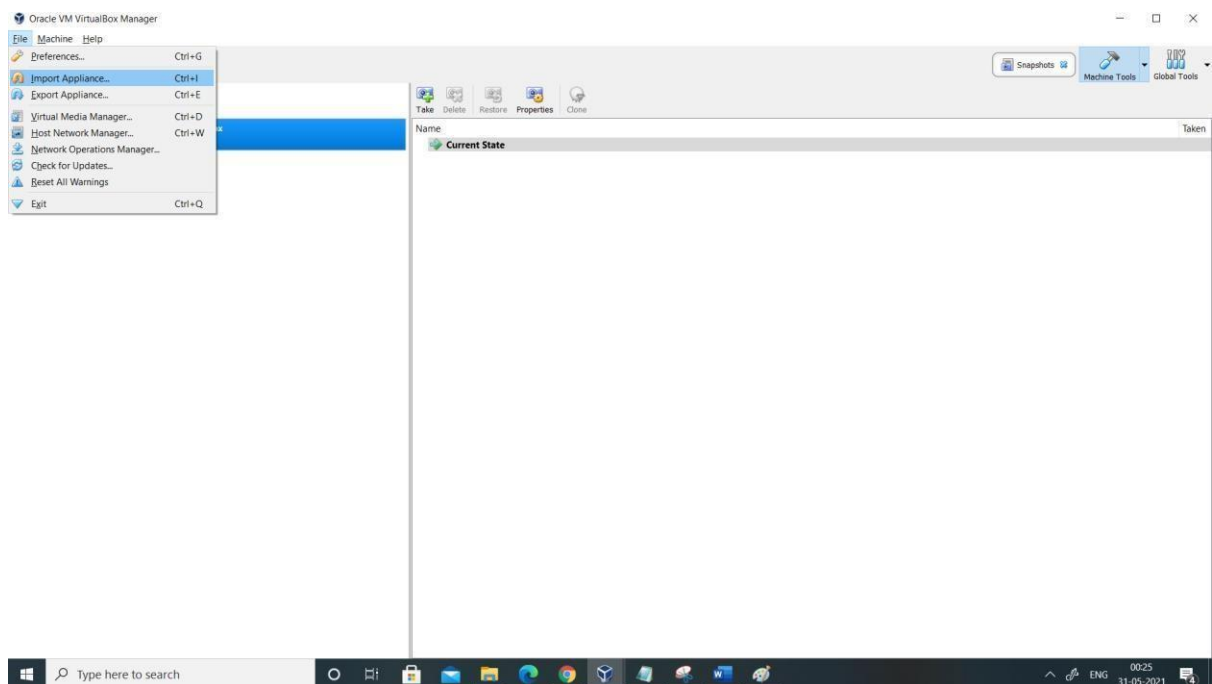 Oracle VM VirtualBox Manager
File Machine Help
Preferences... Ctrl+G
Import Appliance... Ctrl+I
Export Appliance... Ctrl+E
Virtual Media Manager... Ctrl+D
Host Network Manager... Ctrl+W
Network Operations Manager...
Check for Updates...
Reset All Warnings
Exit Ctrl+Q
Snapshots
Machine Tools
Global Tools
Take Delete Restore Properties Clone
Name Taken
Current State
Type here to search
ENG
00:25
31-05-2021
4